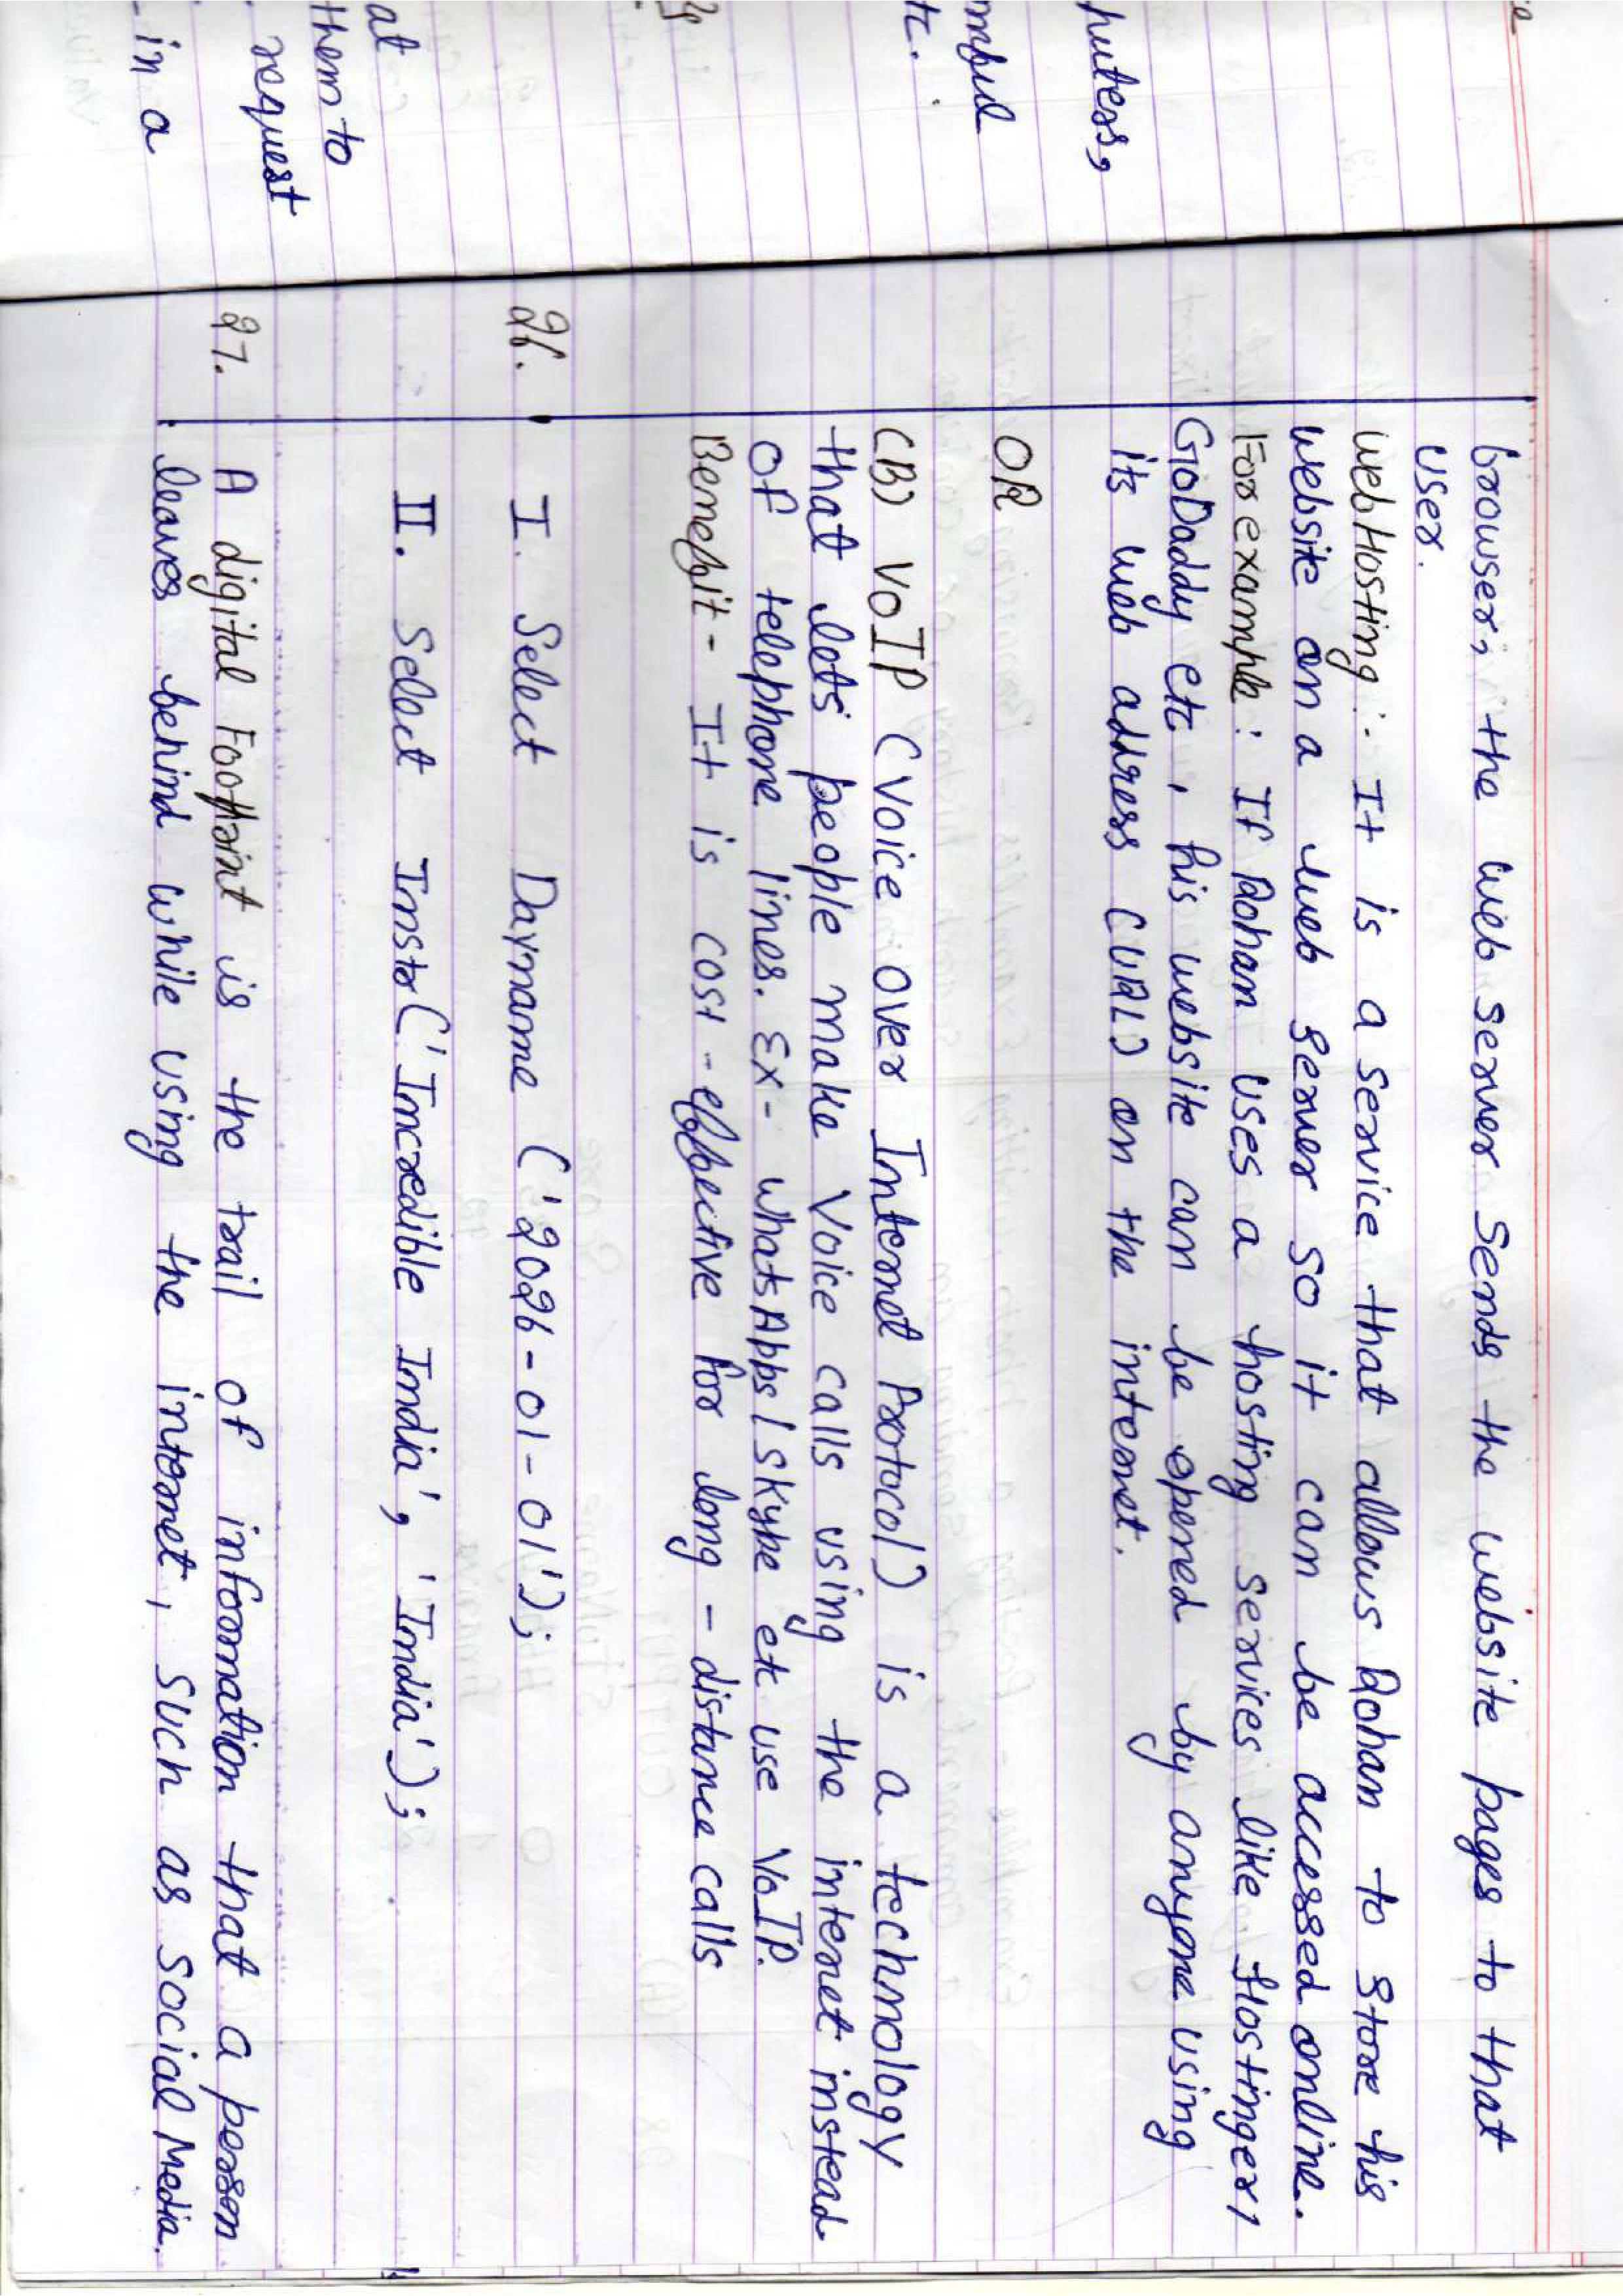 browser, the web server sends the website pages to that
user.
Web Hosting :- It is a service that allows Rohan to store his
website on a web server so it can be accessed online.
For example : If Rohan uses a hosting services like Hostinger,
GoDaddy etc , his website can be opened by anyone using
its web address (URL) on the internet.
OR
(B) VoIP (Voice Over Internet Protocol) is a technology
that lets people make Voice calls using the internet instead
of telephone lines. Ex- WhatsApps / Skype etc use VoIP.
Benefit - It is cost-effective for long - distance calls
26. I. Select Dayname ('2026-01-01');
II. Select Instr('Incredible India', 'India');
27. A digital Footprint is the trail of information that a person
leaves behind while using the internet, such as social Media.
puters,
mful
tc.
at
them to
request
in a